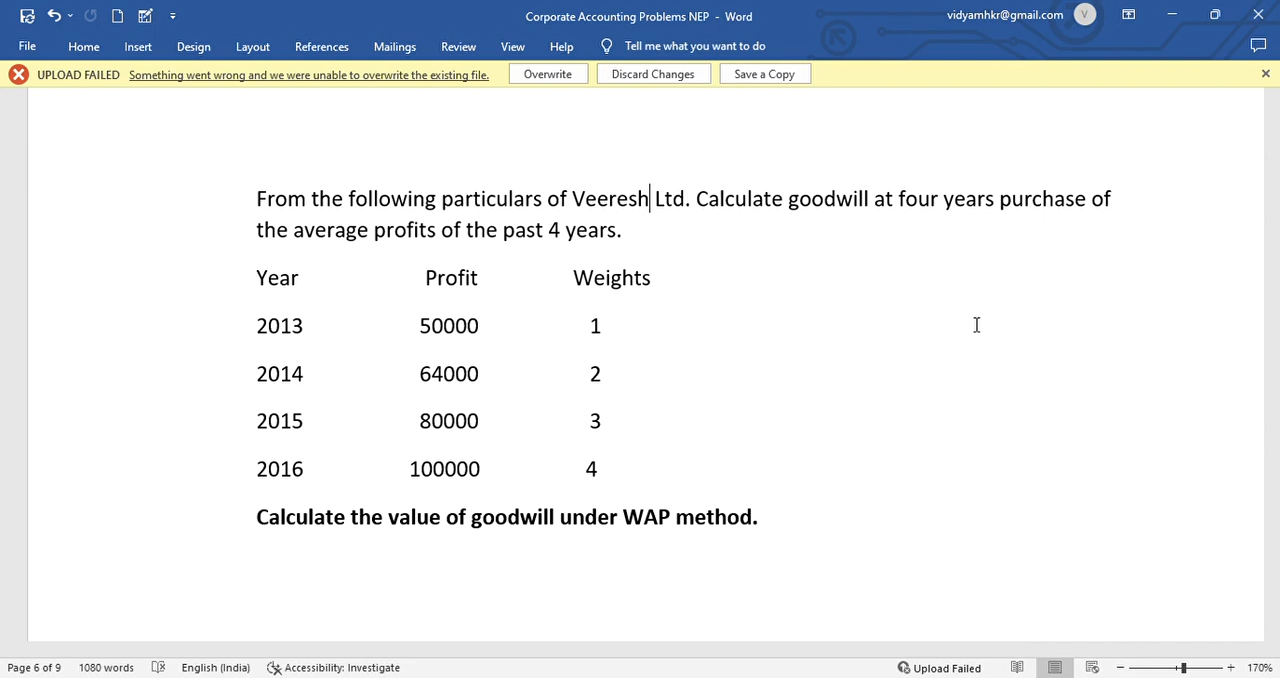 Corporate Accounting Problems NEP - Word
vidyamhkr@gmail.com V
File Home Insert Design Layout References Mailings Review View Help Tell me what you want to do
UPLOAD FAILED Something went wrong and we were unable to overwrite the existing file. Overwrite Discard Changes Save a Copy
From the following particulars of Veeresh Ltd. Calculate goodwill at four years purchase of
the average profits of the past 4 years.
Year Profit Weights
2013 50000 1
2014 64000 2
2015 80000 3
2016 100000 4
Calculate the value of goodwill under WAP method.
Page 6 of 9 1080 words English (India) Accessibility: Investigate Upload Failed 170%